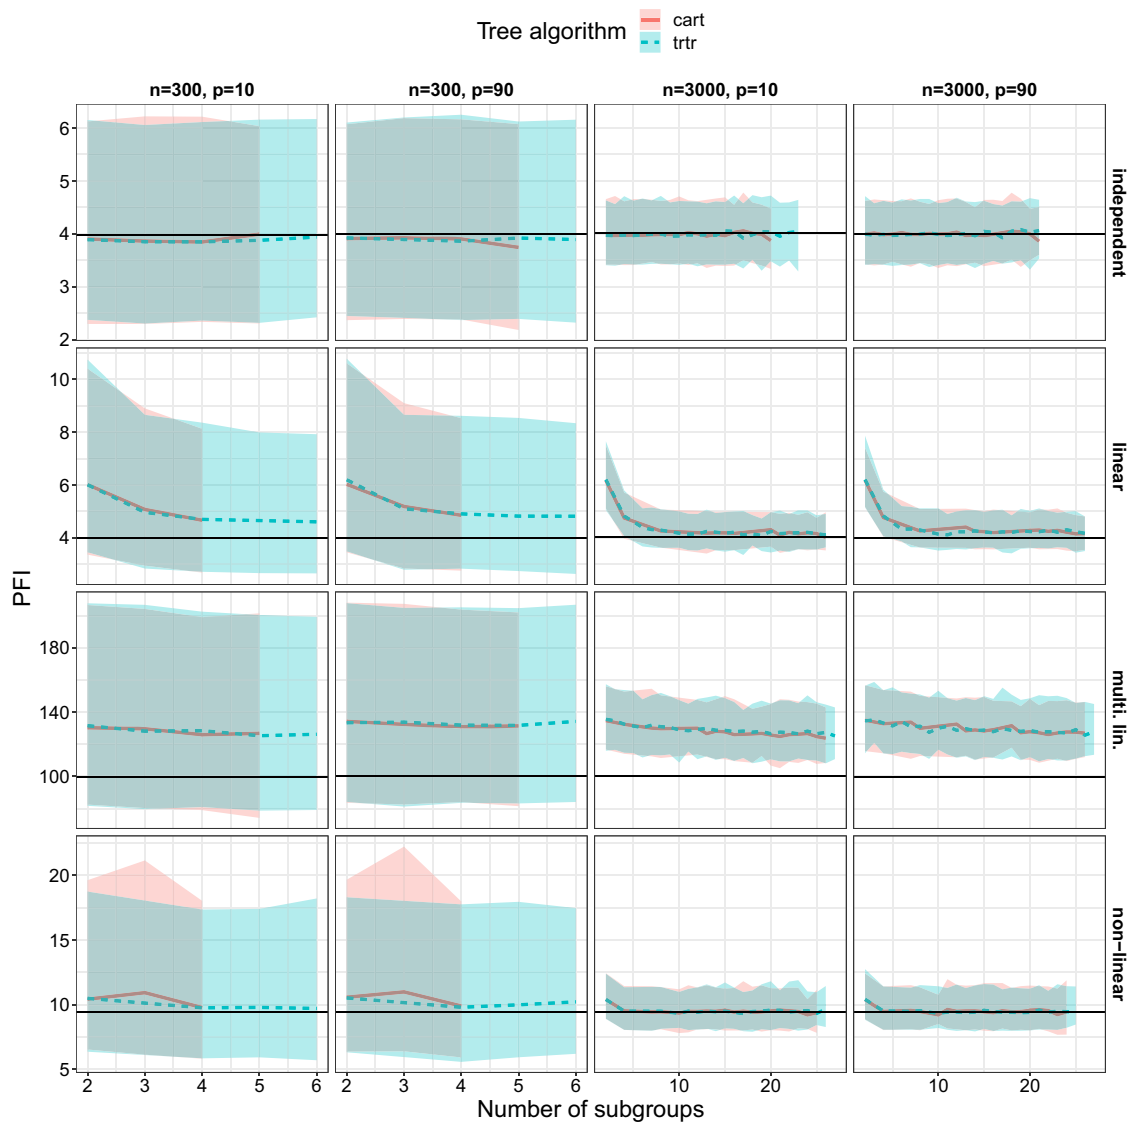 Tree algorithm
cart
trtr
n=300, p=10
n=300, p=90
n=3000, p=10
n=3000, p=90
6
5
4
3
2
independent
10
8
6
4
linear
PFI
180
140
100
multi. lin.
20
15
10
5
non−linear
2 3 4 5 6
2 3 4 5 6
10 20
10 20
Number of subgroups